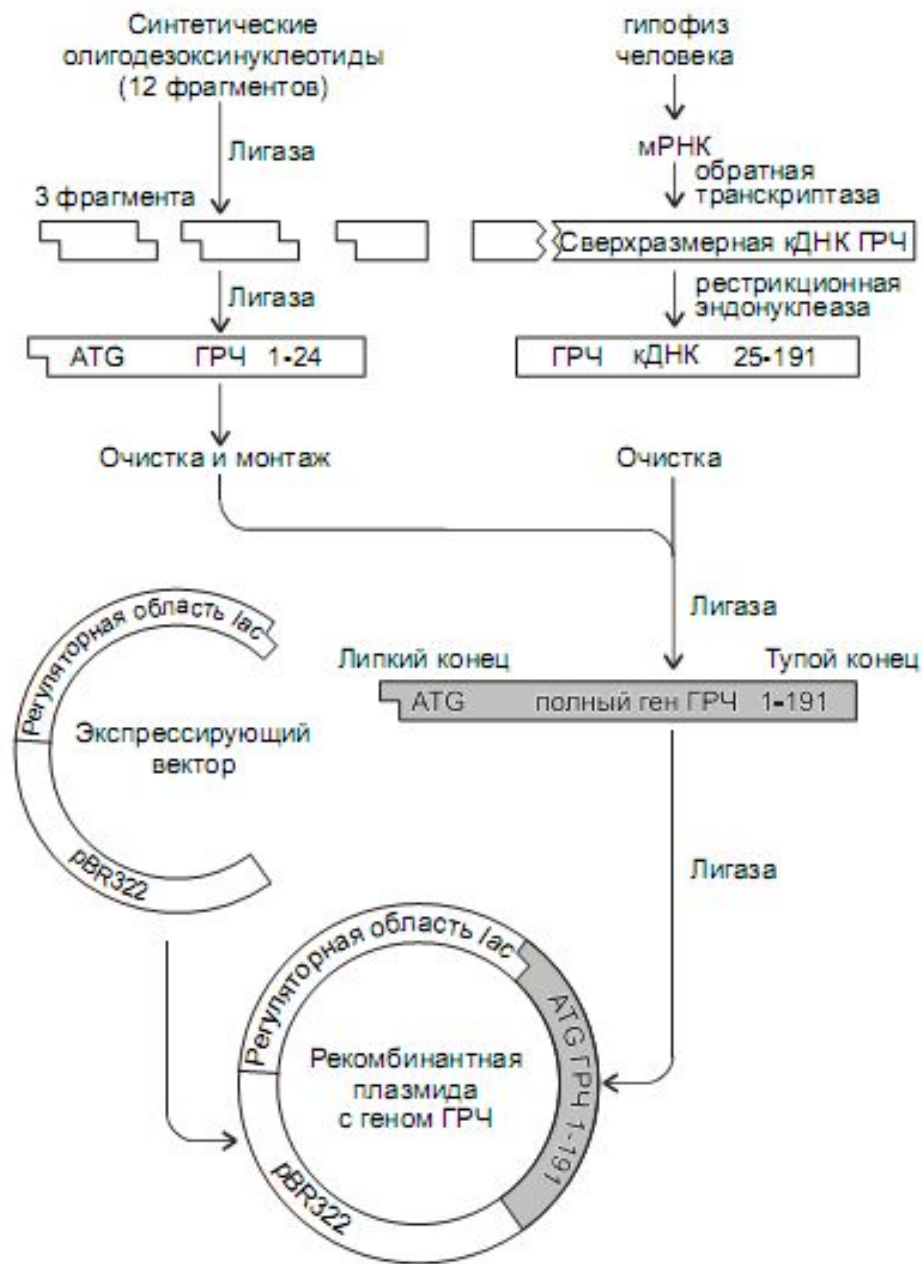 Синтетические
олигодезоксинуклеотиды
(12 фрагментов)
гипофиз
человека
Лигаза
мРНК
обратная
транскриптаза
3 фрагмента
Сверхразмерная кДНК ГРЧ
Лигаза
рестрикционная
эндонуклеаза
ATG ГРЧ 1-24
ГРЧ кДНК 25-191
Очистка и монтаж
Очистка
Лигаза
Регуляторная область lac
Липкий конец
Тупой конец
ATG полный ген ГРЧ 1-191
Экспрессирующий
вектор
pBR322
Лигаза
Регуляторная область lac
ATG ГРЧ 1-191
Рекомбинантная
плазмида
с геном ГРЧ
pBR322